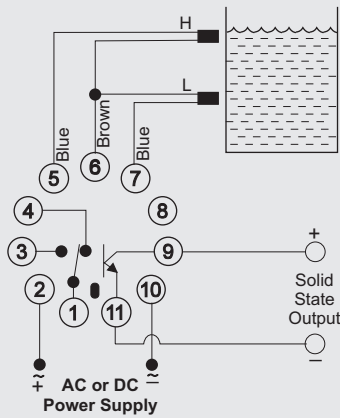 H
L
Blue
Brown
Blue
5
6
7
4
8
3
9
2
10
1
11
+
Solid
State
Output
−
~
+
~
−
AC or DC
Power Supply